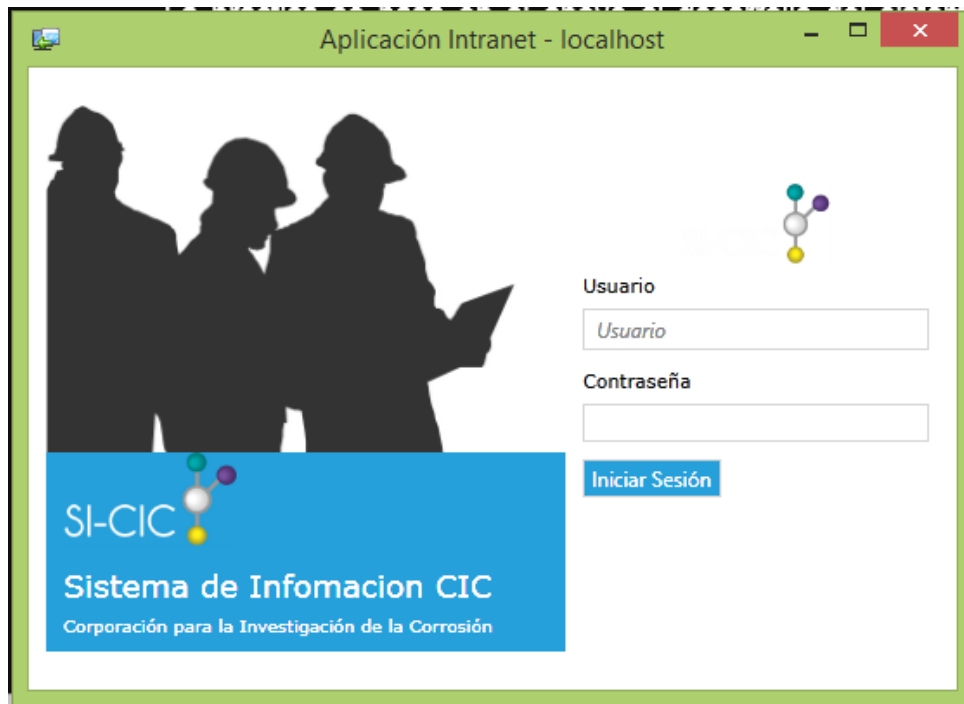 Aplicación Intranet - localhost
Usuario
Usuario
Contraseña
Iniciar Sesión
SI-CIC
Sistema de Infomacion CIC
Corporación para la Investigación de la Corrosión